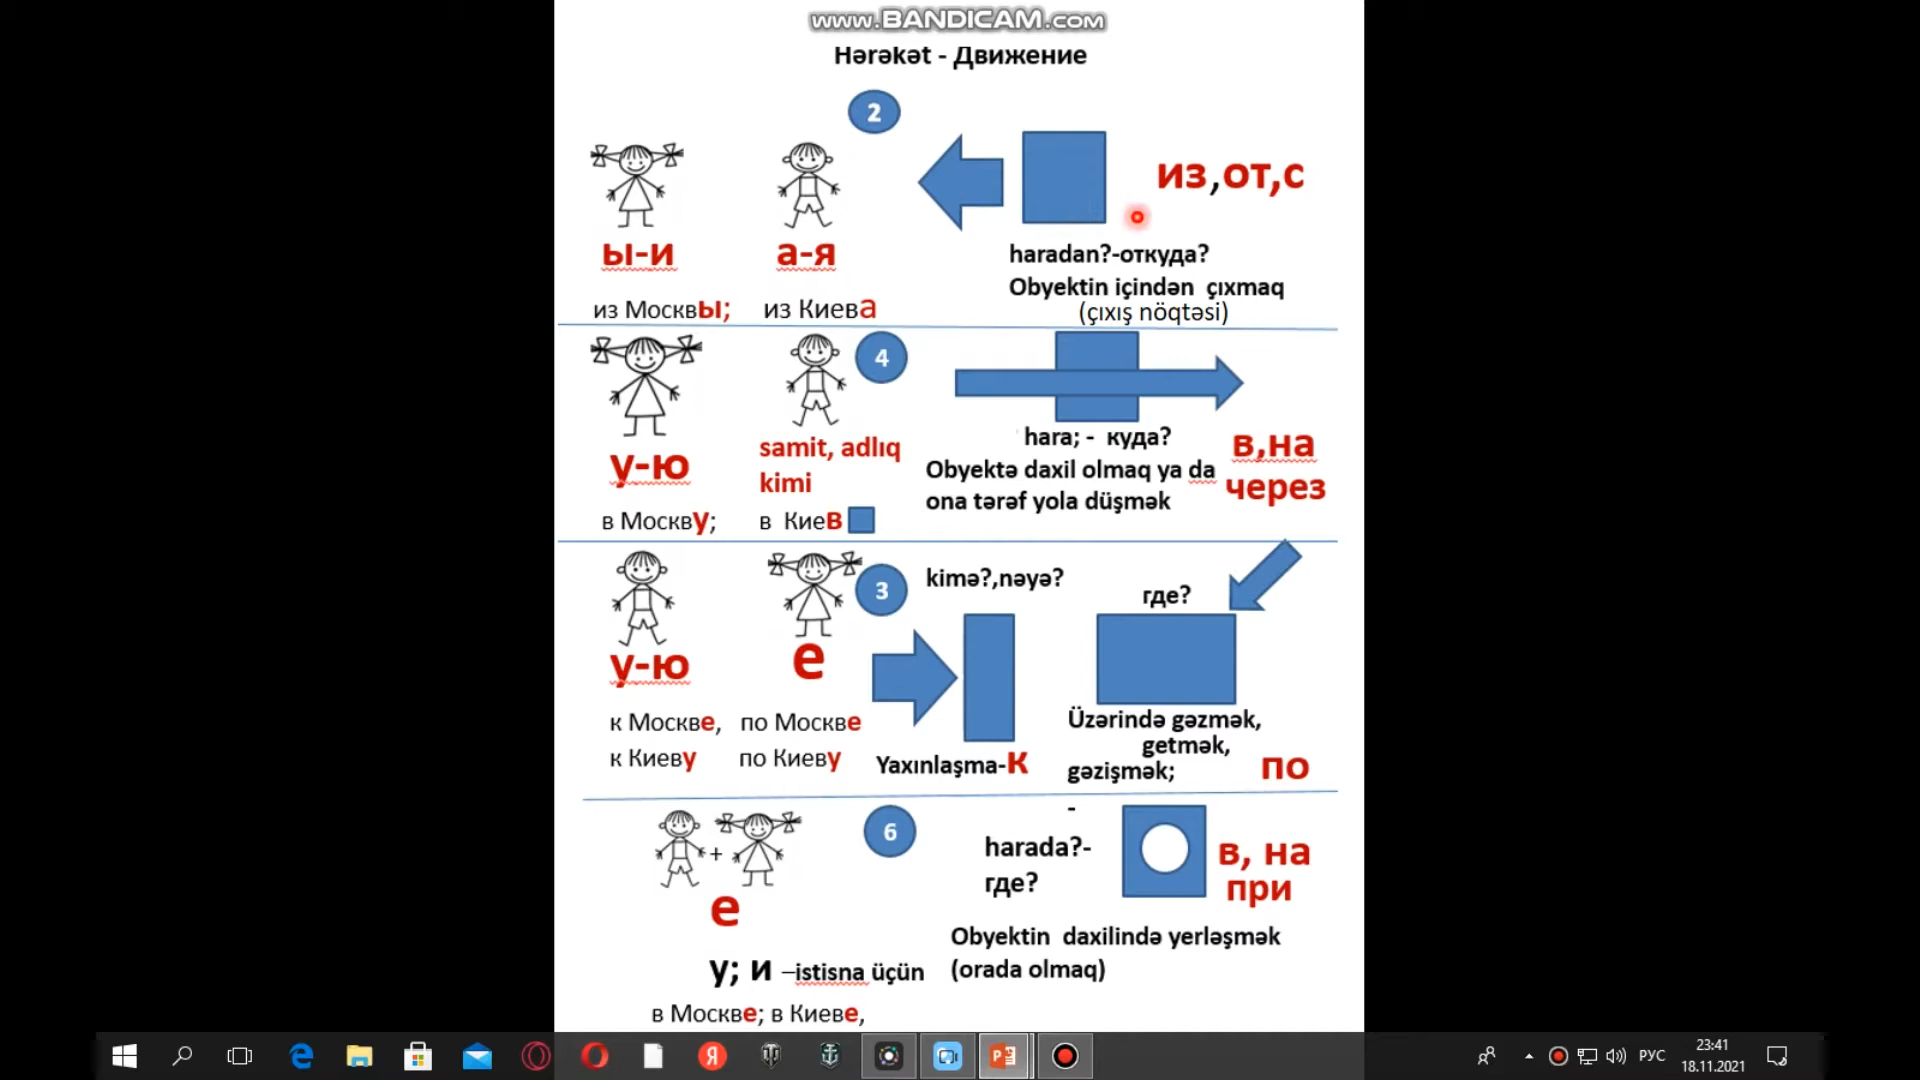 www.BANDICAM.com
Hərəkət - Движение
2
из,от,с
ы-и
а-я
haradan?-откуда?
Obyektin içindən çıxmaq
(çıxış nöqtəsi)
из Москвы;
из Киева
4
samit, adlıq
kimi
у-ю
hara; - куда?
в,на
Obyektə daxil olmaq ya da
через
ona tərəf yola düşmək
в Москву;
в Киев
3
kimə?,nəyə?
где?
у-ю
е
к Москве,
по Москве
к Киеву
по Киеву
Yaxınlaşma-к
Üzərində gəzmək,
getmək,
gəzişmək;
по
-
6
+
harada?-
где?
в, на
при
е
Obyektin daxilində yerləşmək
(orada olmaq)
у; и –istisna üçün
в Москве; в Киеве,
РУС
23:41
18.11.2021